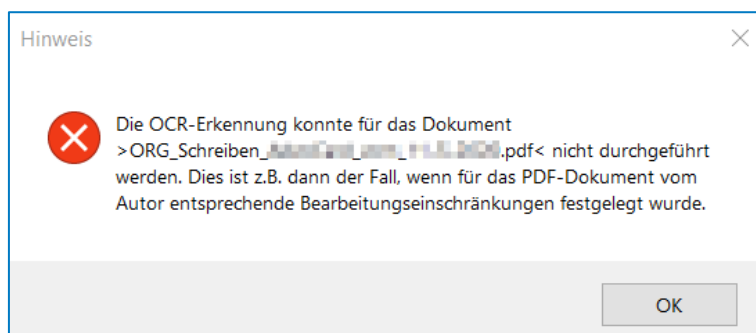 Hinweis
Die OCR-Erkennung konnte für das Dokument
>ORG_Schreiben_ .pdf< nicht durchgeführt
werden. Dies ist z.B. dann der Fall, wenn für das PDF-Dokument vom
Autor entsprechende Bearbeitungseinschränkungen festgelegt wurde.
OK